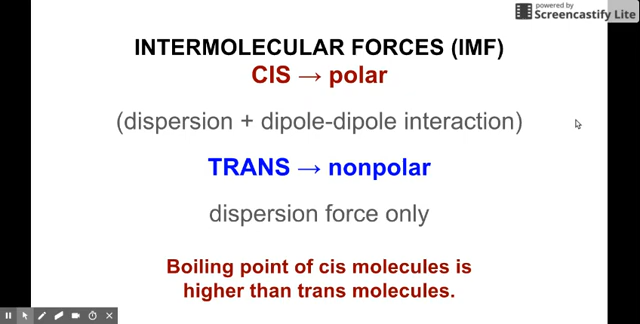 powered by
Screencastify Lite
INTERMOLECULAR FORCES (IMF)
CIS → polar
(dispersion + dipole-dipole interaction)
TRANS → nonpolar
dispersion force only
Boiling point of cis molecules is
higher than trans molecules.